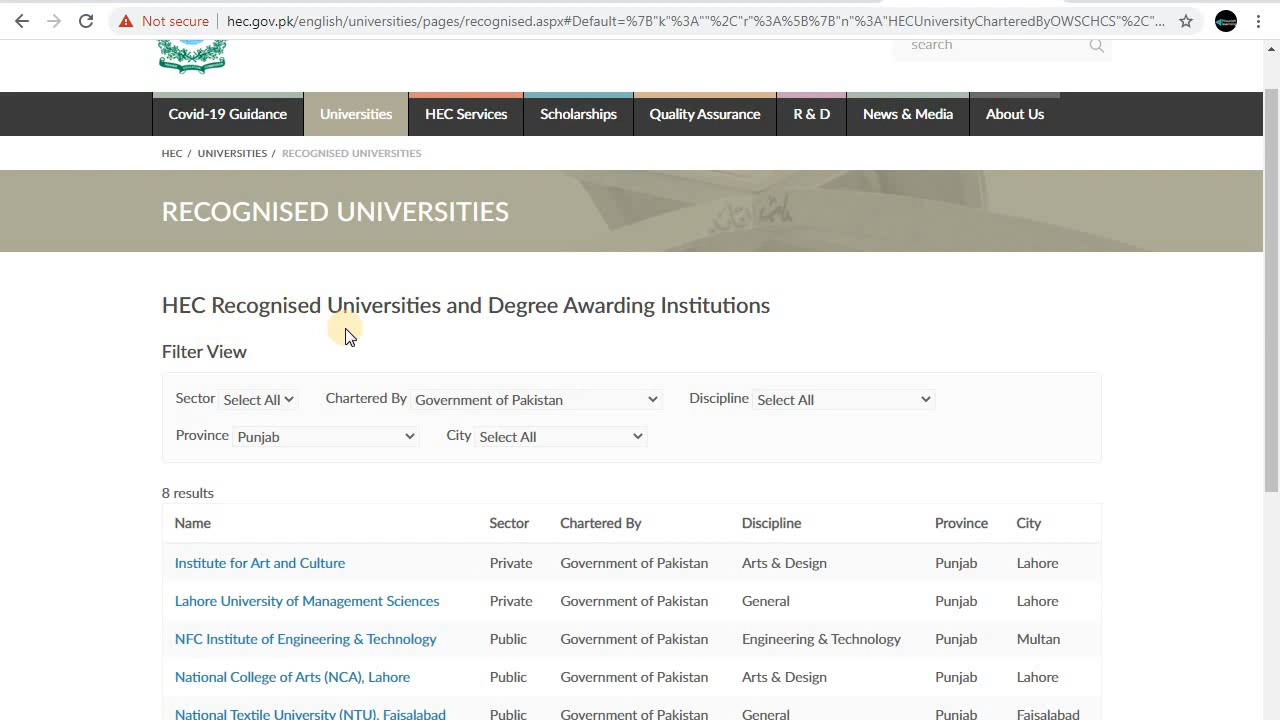 Not secure hec.gov.pk/english/universities/pages/recognised.aspx#Default=%7B"k"%3A""%2C"r"%3A%5B%7B"n"%3A"HECUniversityCharteredByOWSCHCS"%2C"...
search
Covid-19 Guidance Universities HEC Services Scholarships Quality Assurance R & D News & Media About Us
HEC / UNIVERSITIES / RECOGNISED UNIVERSITIES
RECOGNISED UNIVERSITIES
HEC Recognised Universities and Degree Awarding Institutions
Filter View
Sector Select All Chartered By Government of Pakistan Discipline Select All
Province Punjab City Select All
8 results
Name Sector Chartered By Discipline Province City
Institute for Art and Culture Private Government of Pakistan Arts & Design Punjab Lahore
Lahore University of Management Sciences Private Government of Pakistan General Punjab Lahore
NFC Institute of Engineering & Technology Public Government of Pakistan Engineering & Technology Punjab Multan
National College of Arts (NCA), Lahore Public Government of Pakistan Arts & Design Punjab Lahore
National Textile University (NTU), Faisalabad Public Government of Pakistan General Punjab Faisalabad